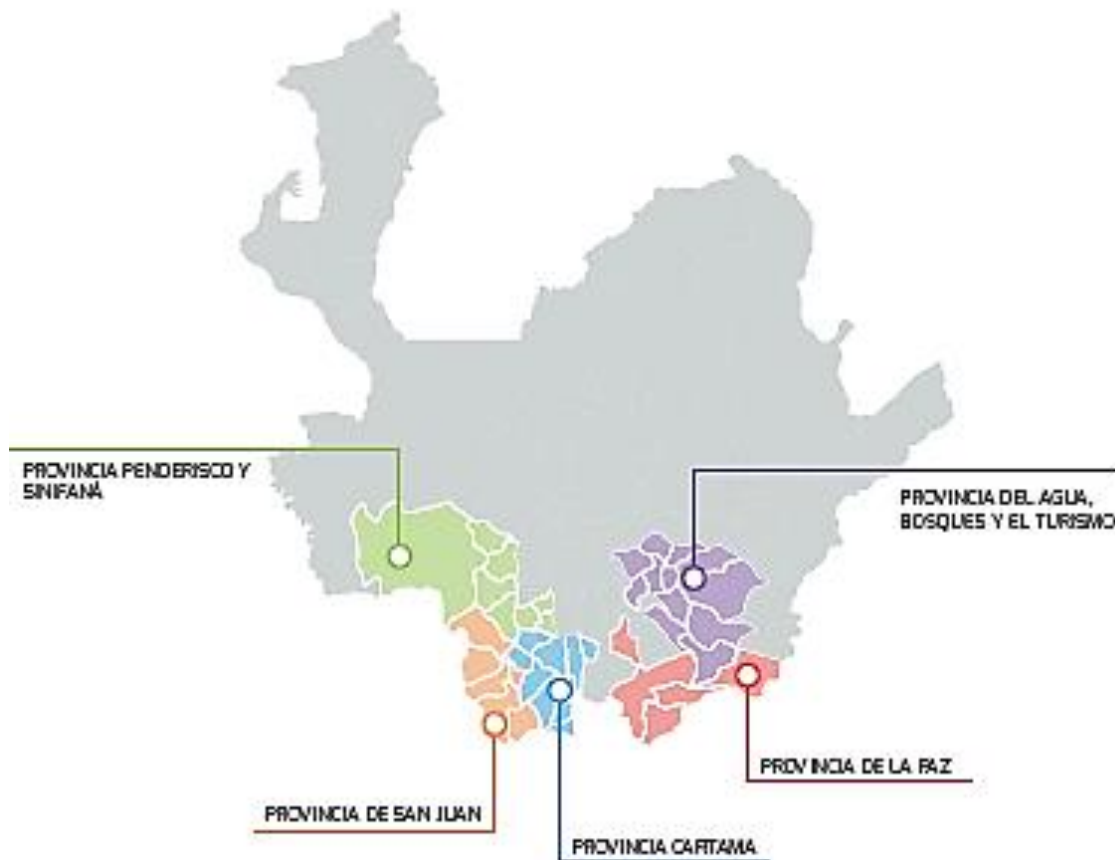 PROVINCIA PENDERISCO Y
SINIFANÁ
PROVINCIA DEL AGUA,
BOSQUES Y EL TURISMO
PROVINCIA DE LA PAZ
PROVINCIA DE SAN JUAN
PROVINCIA CARTAMA